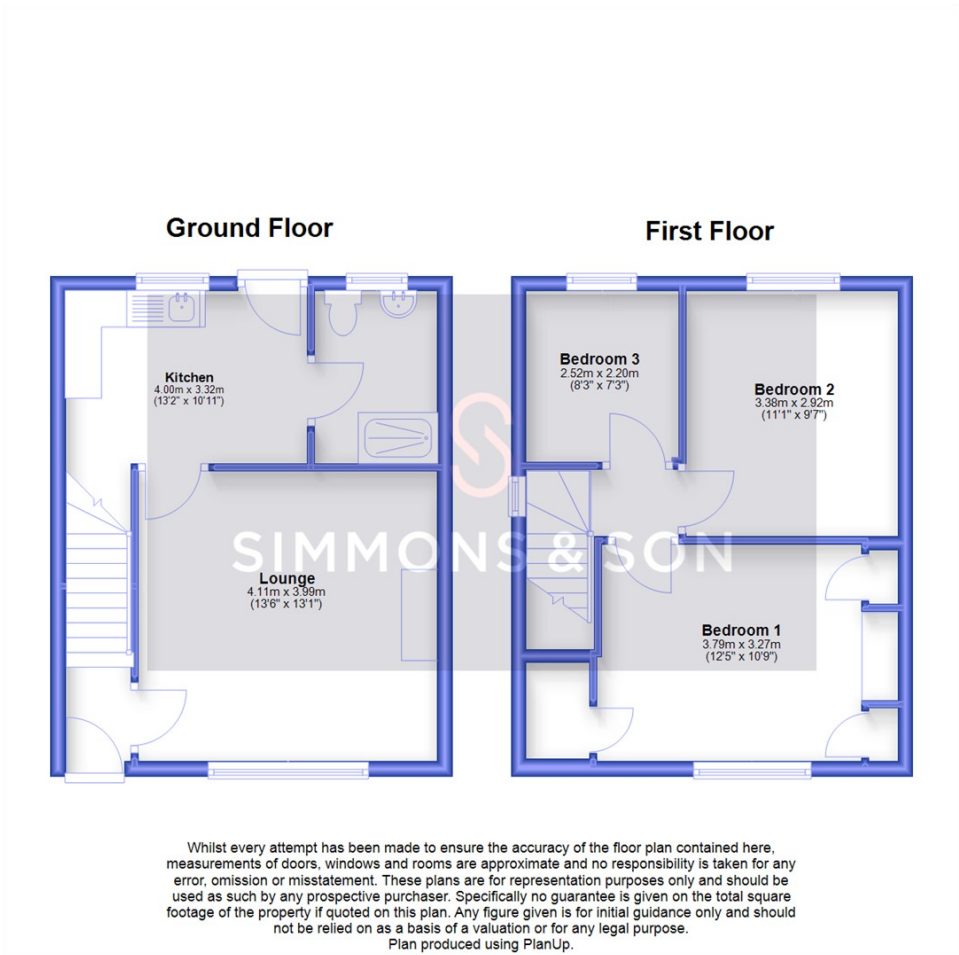 Ground Floor
First Floor
Kitchen
4.00m x 3.32m
(13'2" x 10'11")
Bedroom 3
2.52m x 2.20m
(8'3" x 7'3")
Bedroom 2
3.38m x 2.92m
(11'1" x 9'7")
SIMMONS & SON
Lounge
4.11m x 3.99m
(13'6" x 13'1")
Bedroom 1
3.79m x 3.27m
(12'5" x 10'9")
Whilst every attempt has been made to ensure the accuracy of the floor plan contained here,
measurements of doors, windows and rooms are approximate and no responsibility is taken for any
error, omission or misstatement. These plans are for representation purposes only and should be
used as such by any prospective purchaser. Specifically no guarantee is given on the total square
footage of the property if quoted on this plan. Any figure given is for initial guidance only and should
not be relied on as a basis of a valuation or for any legal purpose.
Plan produced using PlanUp.